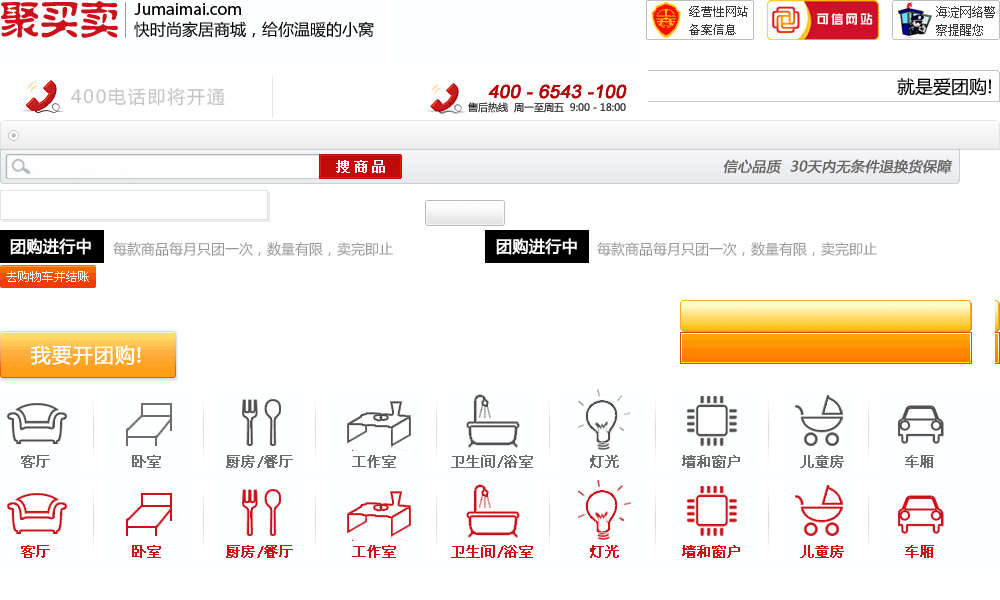 聚买卖
Jumaimai.com
快时尚家居商城，给你温暖的小窝
经营性网站
备案信息
可信网站
海淀网络警
察提醒您
400电话即将开通
400 - 6543 -100
售后热线 周一至周五 9:00 - 18:00
就是爱团购!
搜商品
信心品质 30天内无条件退换货保障
团购进行中 每款商品每月只团一次，数量有限，卖完即止
团购进行中 每款商品每月只团一次，数量有限，卖完即止
去购物车并结账
我要开团购!
客厅 卧室 厨房/餐厅 工作室 卫生间/浴室 灯光 墙和窗户 儿童房 车厢
客厅 卧室 厨房/餐厅 工作室 卫生间/浴室 灯光 墙和窗户 儿童房 车厢